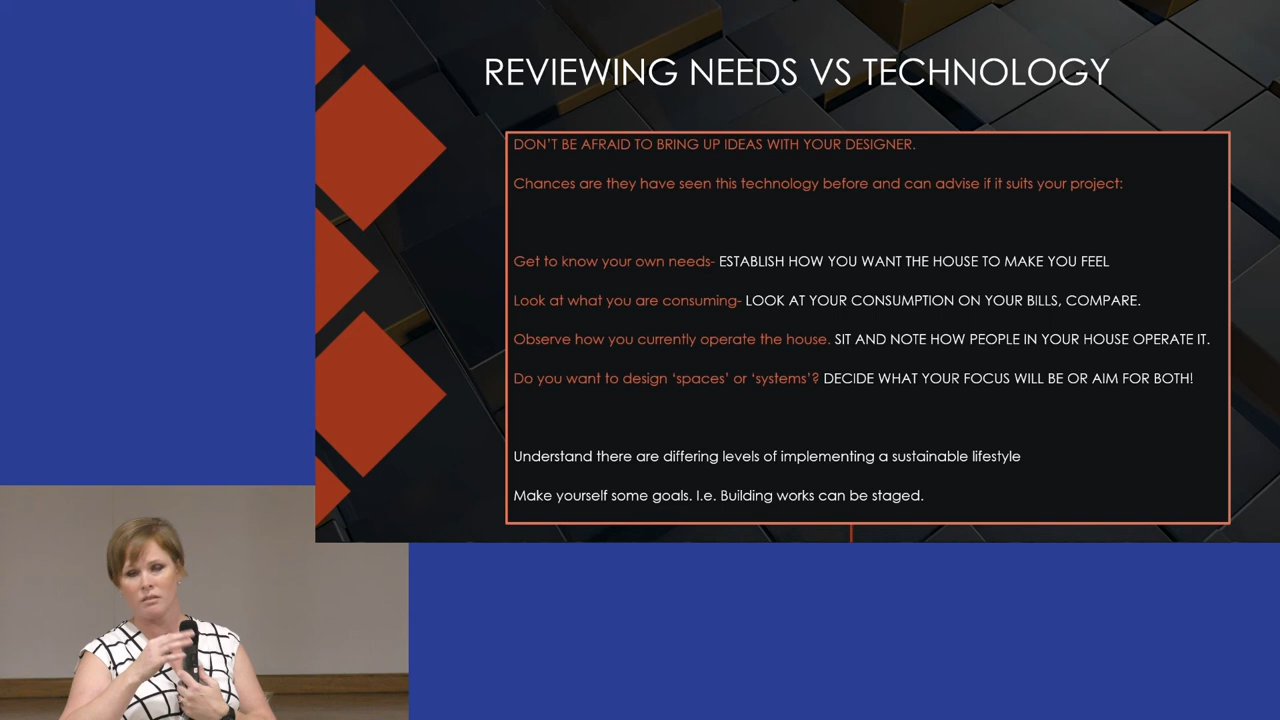 REVIEWING NEEDS VS TECHNOLOGY
DON'T BE AFRAID TO BRING UP IDEAS WITH YOUR DESIGNER.
Chances are they have seen this technology before and can advise if it suits your project:
Get to know your own needs- ESTABLISH HOW YOU WANT THE HOUSE TO MAKE YOU FEEL
Look at what you are consuming- LOOK AT YOUR CONSUMPTION ON YOUR BILLS, COMPARE.
Observe how you currently operate the house. SIT AND NOTE HOW PEOPLE IN YOUR HOUSE OPERATE IT.
Do you want to design ‘spaces’ or ‘systems’? DECIDE WHAT YOUR FOCUS WILL BE OR AIM FOR BOTH!
Understand there are differing levels of implementing a sustainable lifestyle
Make yourself some goals. I.e. Building works can be staged.